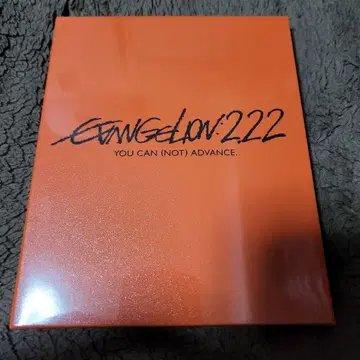 EVANGELION:2.22
YOU CAN (NOT) ADVANCE.